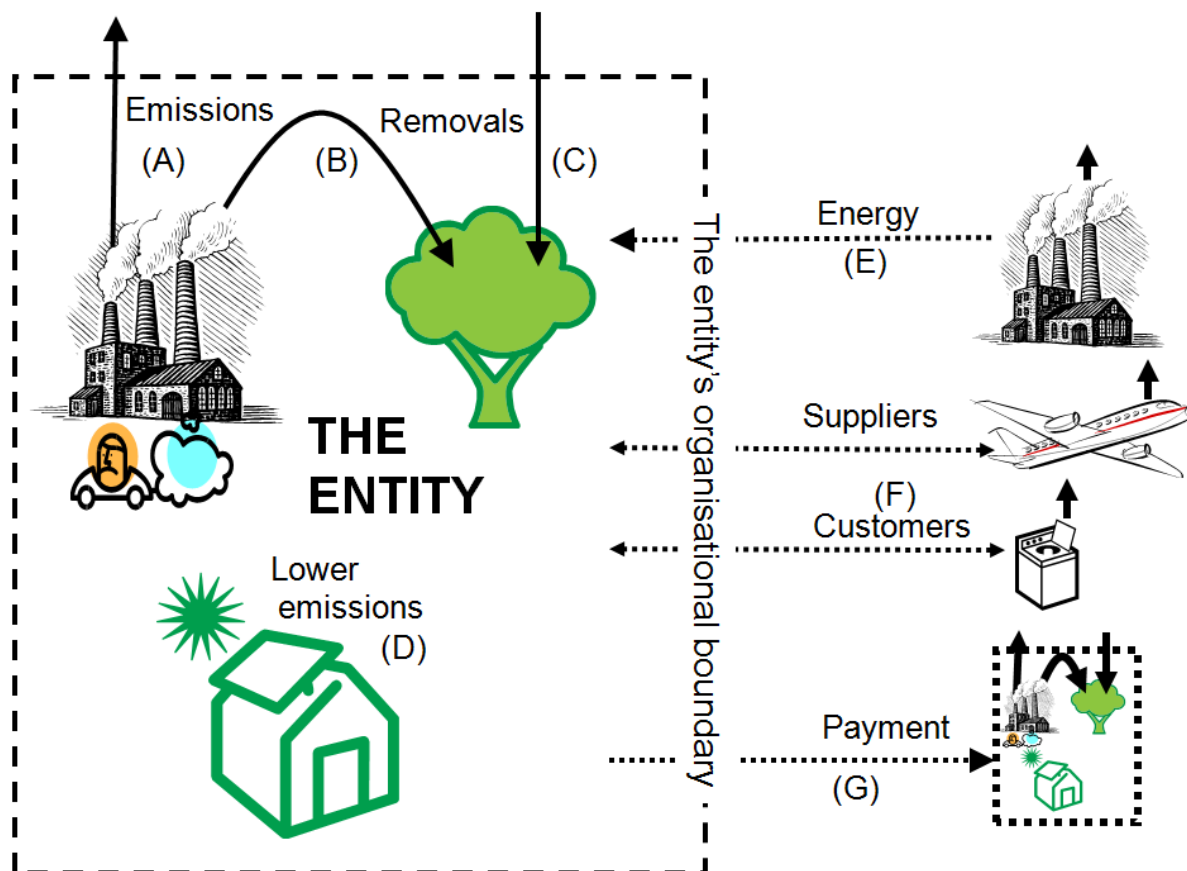 Emissions
(A)
(B)
Removals
(C)
THE
ENTITY
Lower
emissions
(D)
The entity's organisational boundary
Energy
(E)
Suppliers
(F)
Customers
Payment
(G)